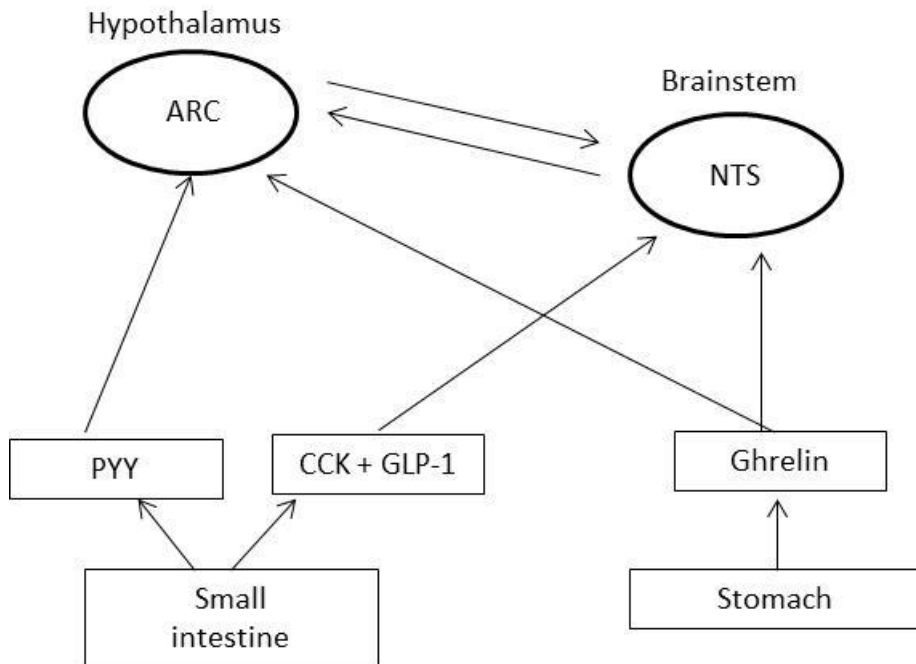 Hypothalamus
ARC
Brainstem
NTS
PYY
CCK + GLP-1
Ghrelin
Small
intestine
Stomach